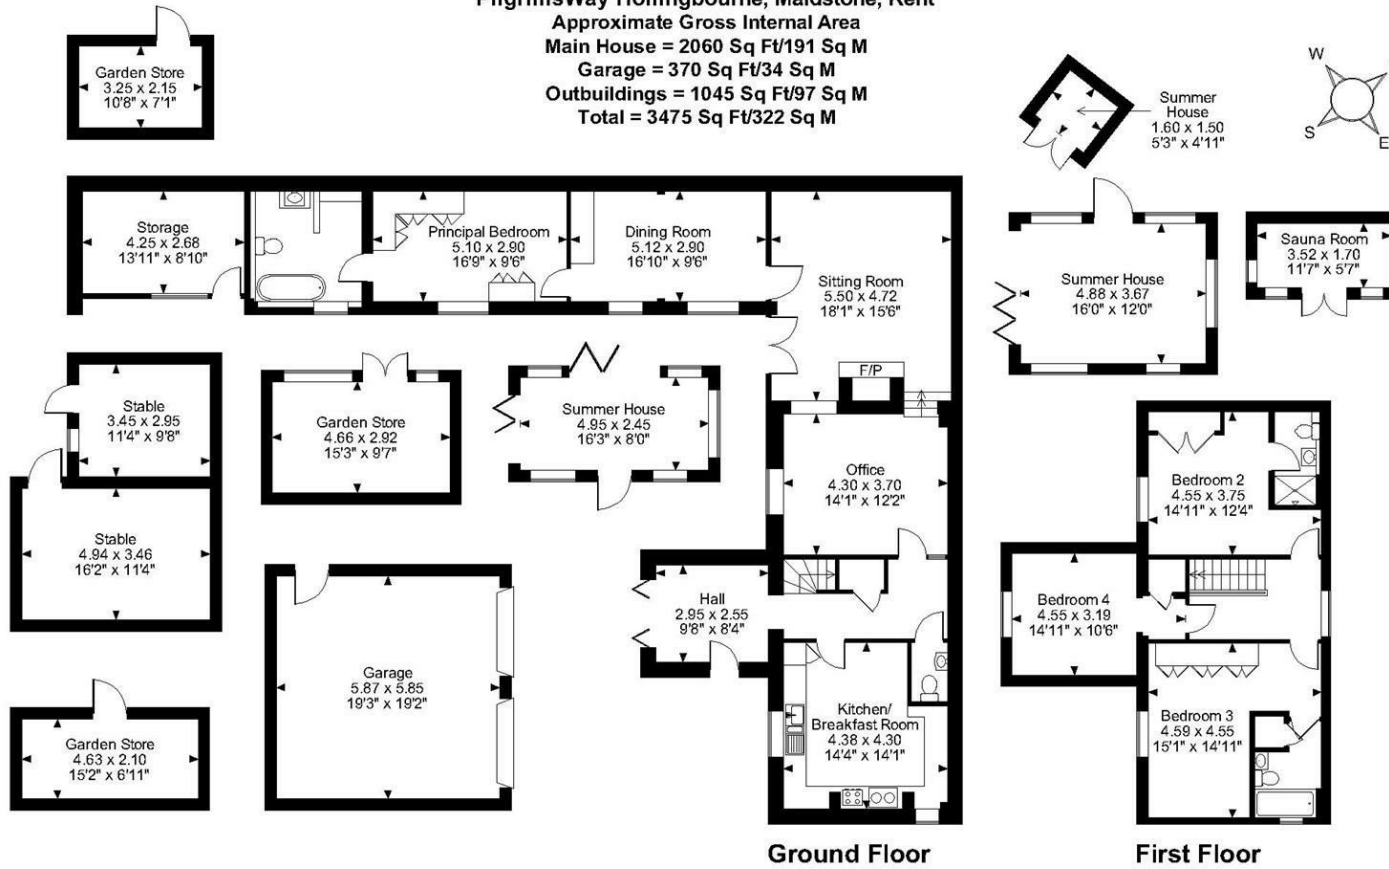 PilgrimsWay Hollingbourne, Maidstone, Kent
Approximate Gross Internal Area
Main House = 2060 Sq Ft/191 Sq M
Garage = 370 Sq Ft/34 Sq M
Outbuildings = 1045 Sq Ft/97 Sq M
Total = 3475 Sq Ft/322 Sq M
Garden Store
3.25 x 2.15
10'8" x 7'1"
Summer
House
1.60 x 1.50
5'3" x 4'11"
W
S
E
Storage
4.25 x 2.68
13'11" x 8'10"
Principal Bedroom
5.10 x 2.90
16'9" x 9'6"
Dining Room
5.12 x 2.90
16'10" x 9'6"
Sitting Room
5.50 x 4.72
18'1" x 15'6"
F/P
Summer House
4.88 x 3.67
16'0" x 12'0"
Sauna Room
3.52 x 1.70
11'7" x 5'7"
Stable
3.45 x 2.95
11'4" x 9'8"
Garden Store
4.66 x 2.92
15'3" x 9'7"
Summer House
4.95 x 2.45
16'3" x 8'0"
Office
4.30 x 3.70
14'1" x 12'2"
Bedroom 2
4.55 x 3.75
14'11" x 12'4"
Stable
4.94 x 3.46
16'2" x 11'4"
Hall
2.95 x 2.55
9'8" x 8'4"
Bedroom 4
4.55 x 3.19
14'11" x 10'6"
Garage
5.87 x 5.85
19'3" x 19'2"
Kitchen/
Breakfast Room
4.38 x 4.30
14'4" x 14'1"
Bedroom 3
4.59 x 4.55
15'1" x 14'11"
Garden Store
4.63 x 2.10
15'2" x 6'11"
Ground Floor
First Floor